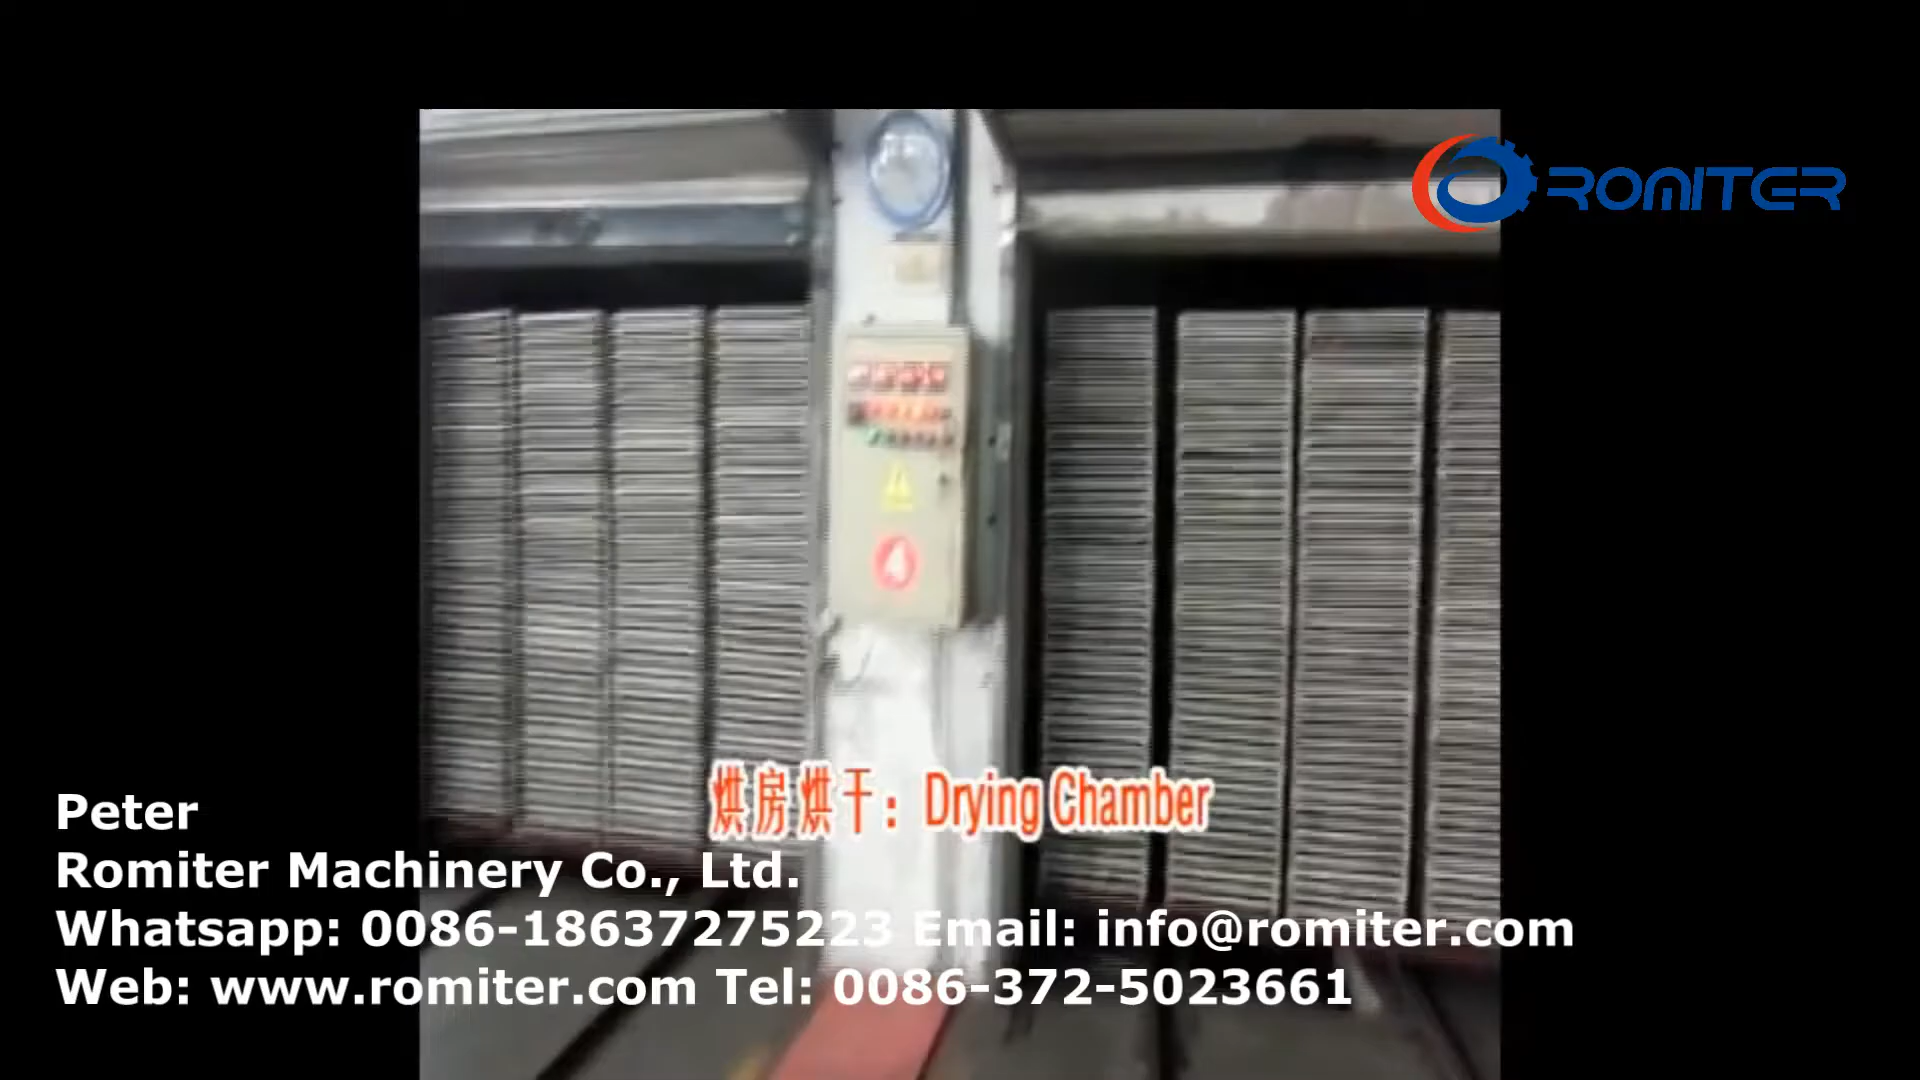 ROMITER
烘房烘干：Drying Chamber
Peter
Romiter Machinery Co., Ltd.
Whatsapp: 0086-18637275223 Email: info@romiter.com
Web: www.romiter.com Tel: 0086-372-5023661
4